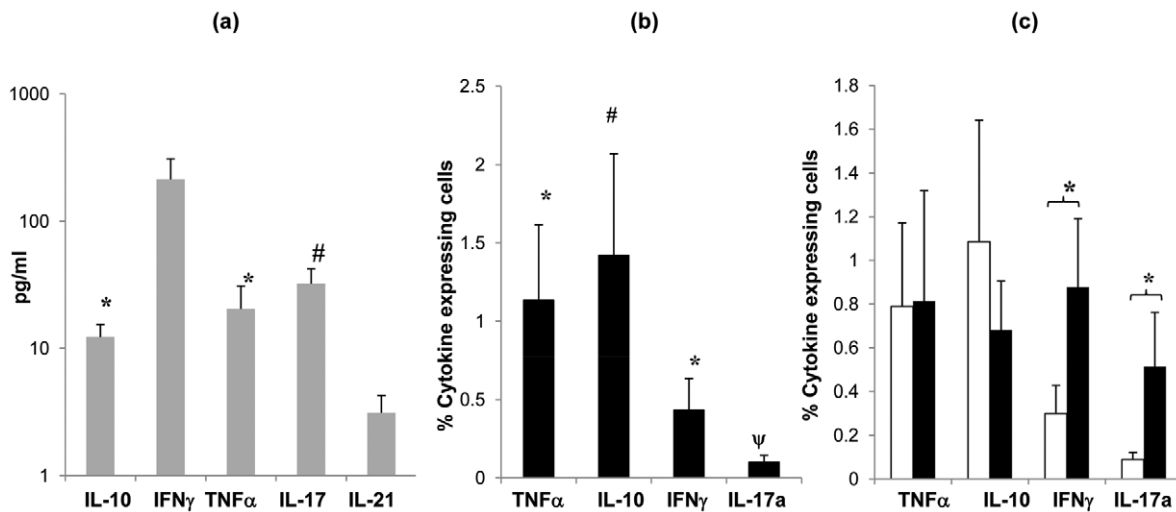 (a)
pg/ml
1000
100
10
1
*
*
#
IL-10 IFNγ TNFα IL-17 IL-21
(b)
% Cytokine expressing cells
2.5
2
1.5
1
0.5
0
*
#
*
ψ
TNFα IL-10 IFNγ IL-17a
(c)
% Cytokine expressing cells
1.8
1.6
1.4
1.2
1
0.8
0.6
0.4
0.2
0
*
*
TNFα IL-10 IFNγ IL-17a